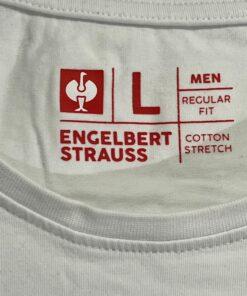 L
MEN
REGULAR
FIT
ENGELBERT
STRAUSS
COTTON
STRETCH